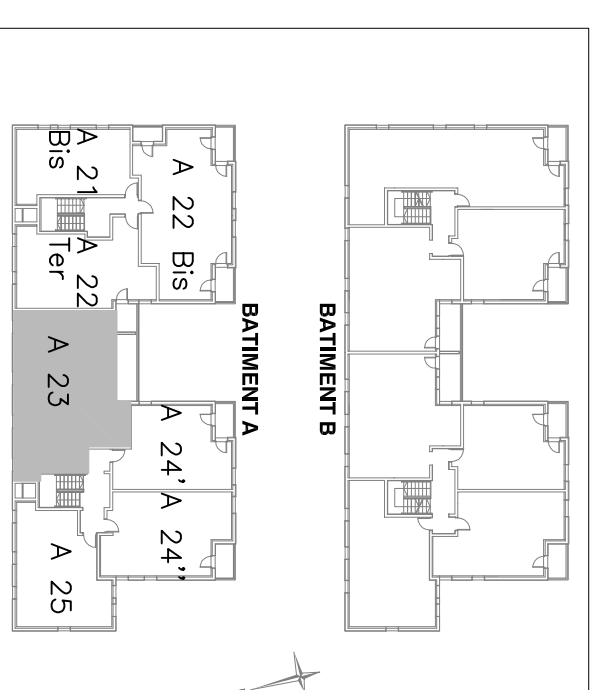 A 21
Bis
A 22 Bis
A 22
Ter
A 23
A 24'
A 24''
A 25
BATIMENT A
BATIMENT B